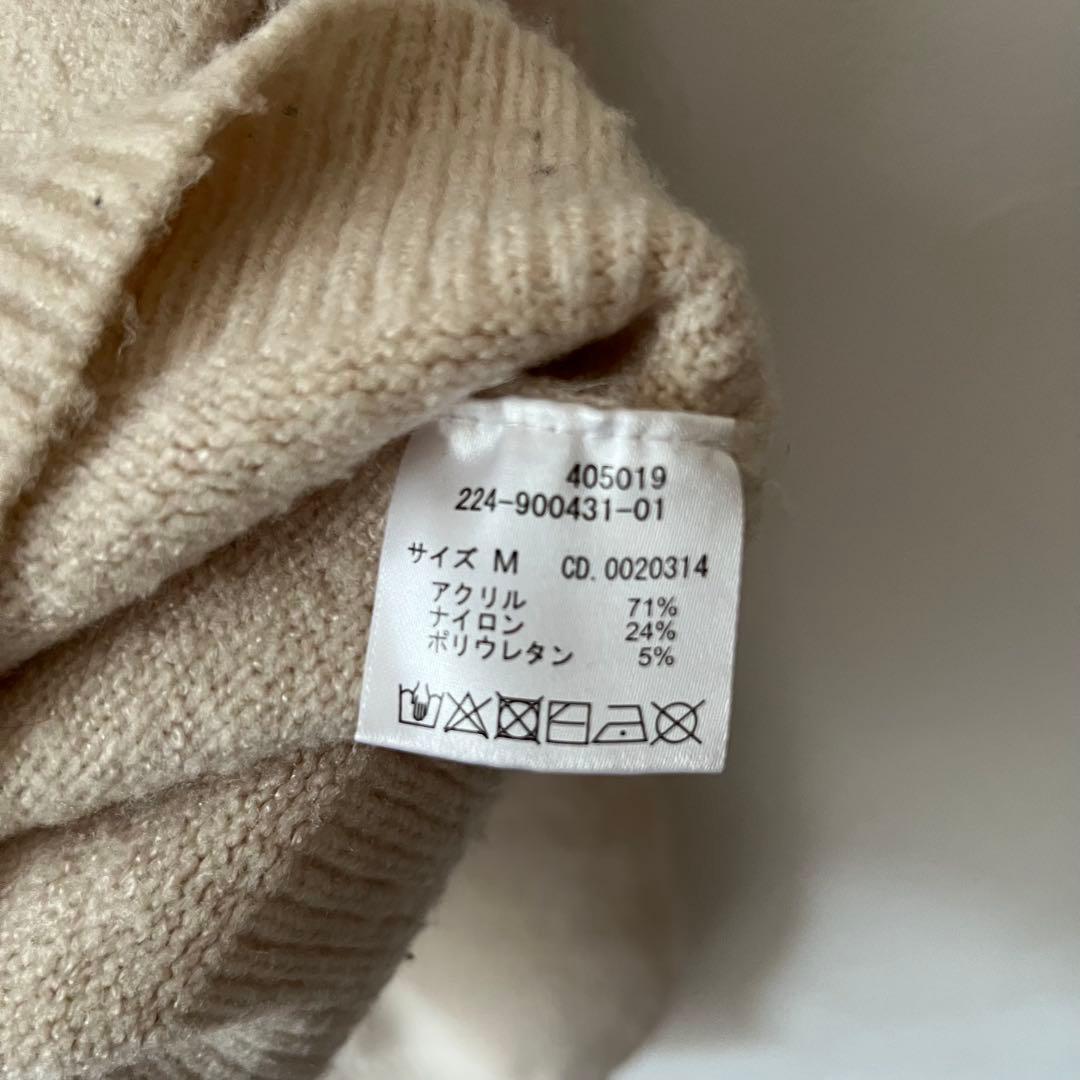 405019
224-900431-01
サイズ M CD.0020314
アクリル 71%
ナイロン 24%
ポリウレタン 5%